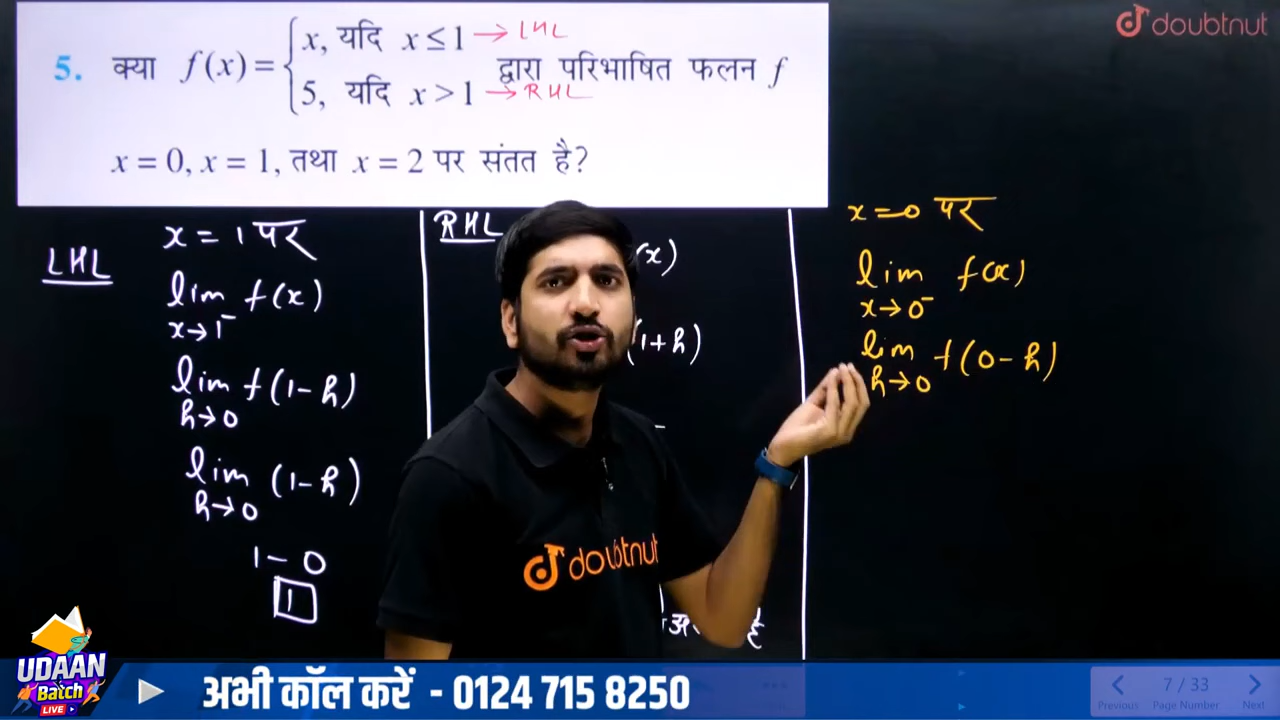 doubtnut
5. क्या f(x) = { x, यदि x ≤ 1 → LHL
5, यदि x > 1 → RHL
द्वारा परिभाषित फलन f
x = 0, x = 1, तथा x = 2 पर संतत है?
LHL
x = 1 पर
lim f(x)
x→1⁻
lim f(1-h)
h→0
lim (1-h)
h→0
1-0
1
RHL
(x)
(1+h)
x=0 पर
lim f(x)
x→0⁻
lim f(0-h)
h→0
doubtnut
UDAAN
Batch
LIVE
अभी कॉल करें - 0124 715 8250
7 / 33
Previous Page Number Next